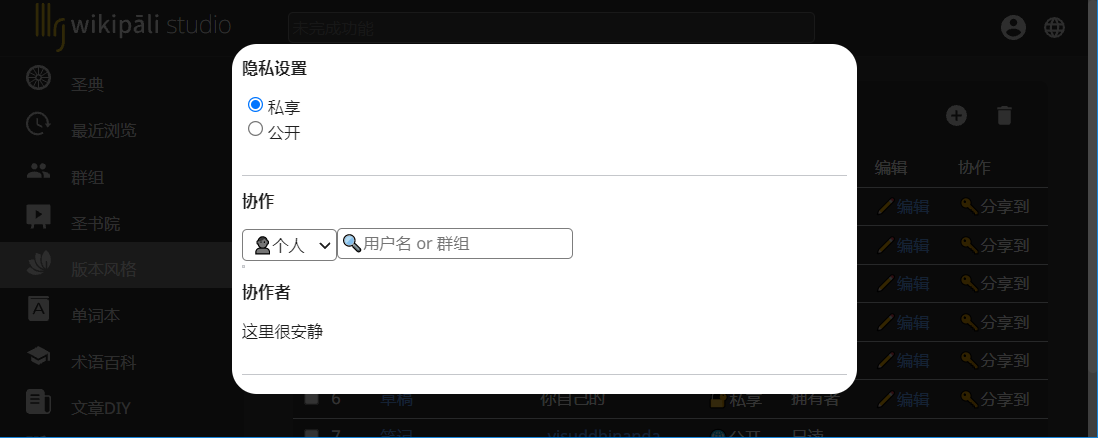 wikipāli studio
未完成功能
圣典
最近浏览
群组
圣书院
版本风格
单词本
术语百科
文章DIY
隐私设置
私享
公开
协作
个人
用户名 or 群组
协作者
这里很安静
编辑 协作
编辑 分享到
编辑 分享到
编辑 分享到
编辑 分享到
编辑 分享到
6 草稿 你自己的 私享 拥有者 编辑 分享到
7 笔记 visuddhinanda 公开